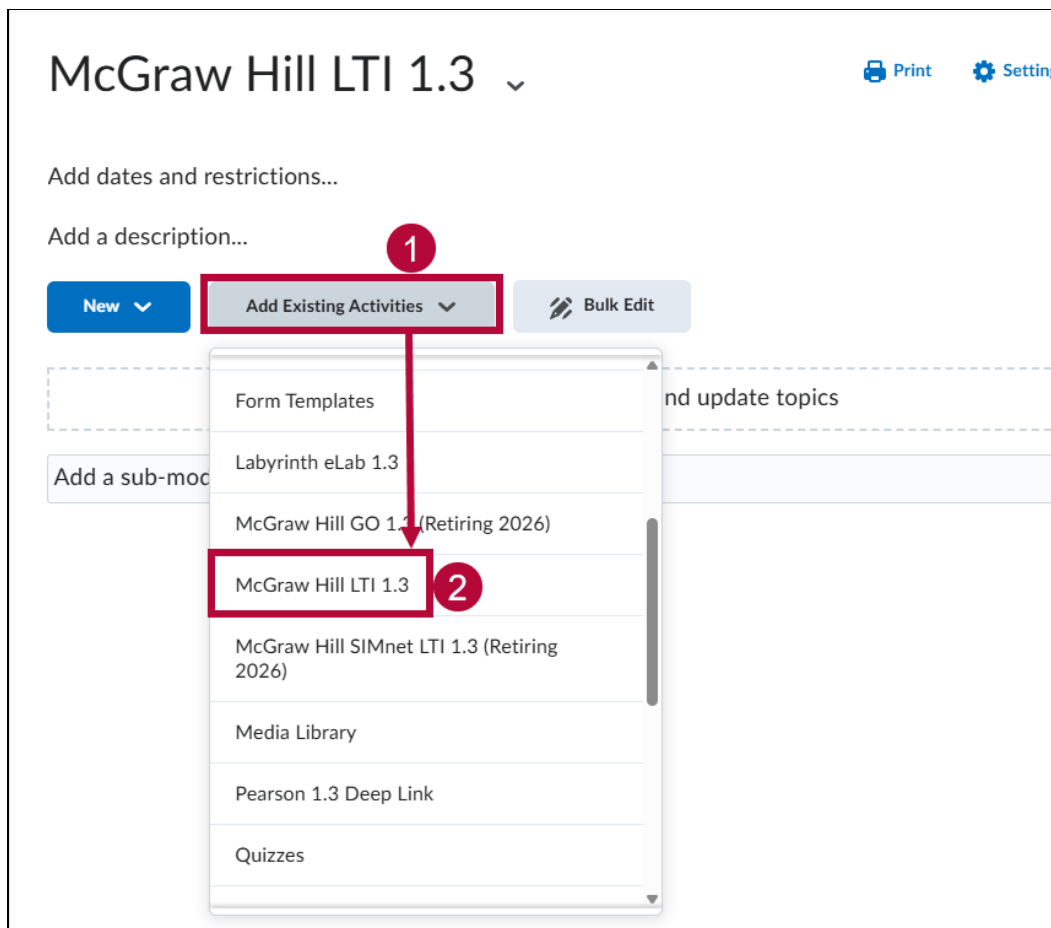 McGraw Hill LTI 1.3
Print
Setting
Add dates and restrictions...
Add a description...
1
New
Add Existing Activities
Bulk Edit
Form Templates
nd update topics
Labyrinth eLab 1.3
Add a sub-mod
McGraw Hill GO 1.3 (Retiring 2026)
McGraw Hill LTI 1.3
2
McGraw Hill SIMnet LTI 1.3 (Retiring
2026)
Media Library
Pearson 1.3 Deep Link
Quizzes